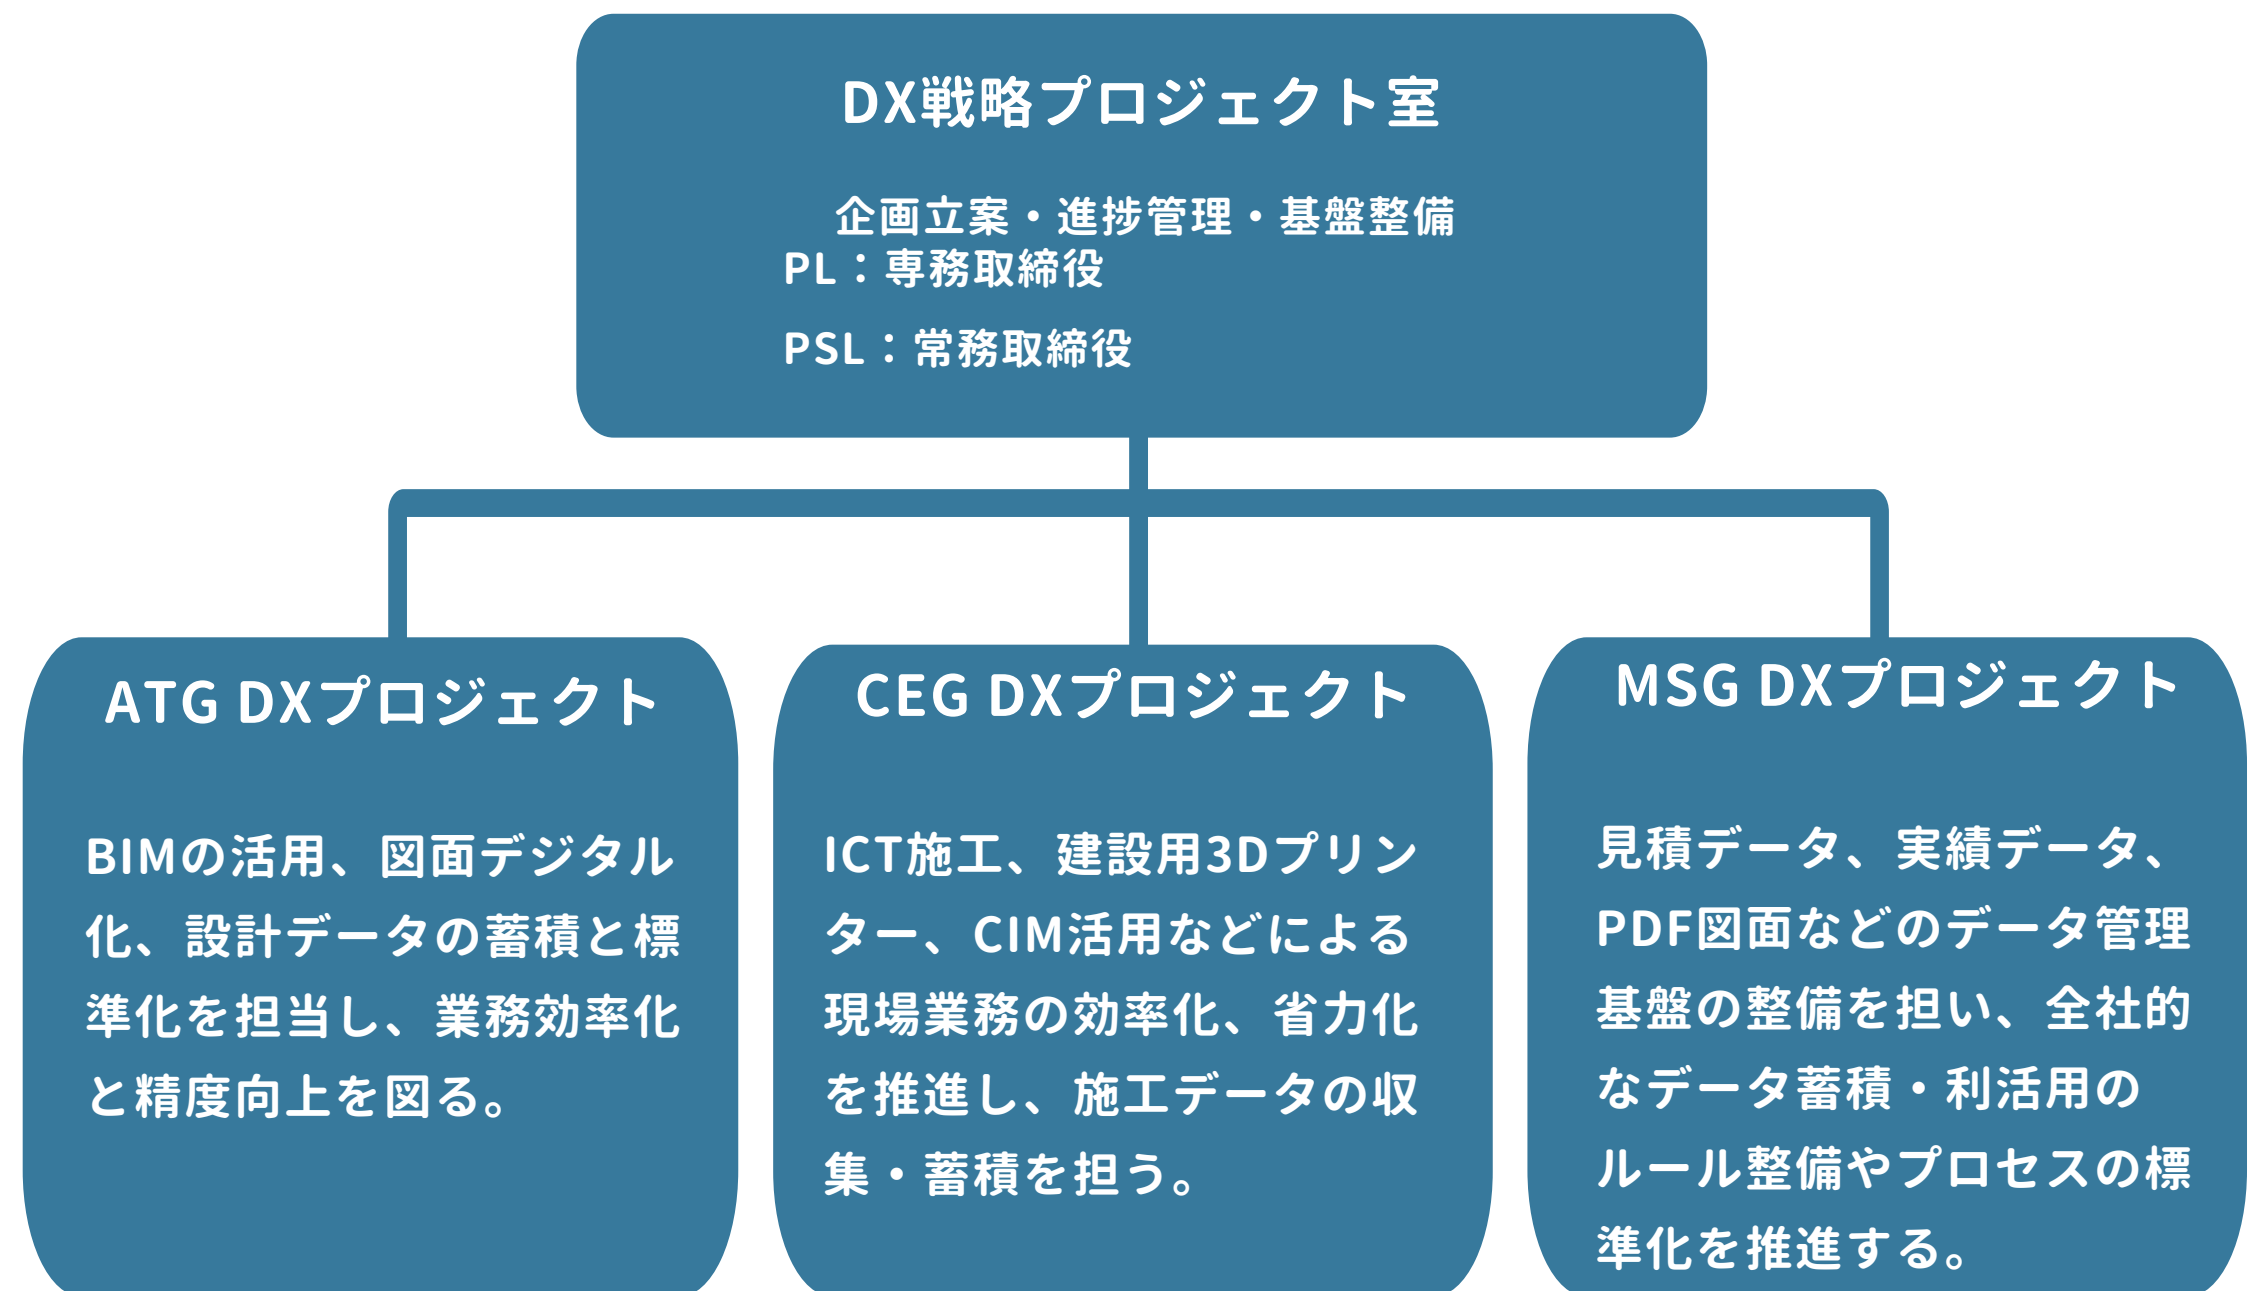 DX戦略プロジェクト室
企画立案・進捗管理・基盤整備
PL：専務取締役
PSL：常務取締役
ATG DXプロジェクト
BIMの活用、図面デジタル
化、設計データの蓄積と標
準化を担当し、業務効率化
と精度向上を図る。
CEG DXプロジェクト
ICT施工、建設用3Dプリン
ター、CIM活用などによる
現場業務の効率化、省力化
を推進し、施工データの収
集・蓄積を担う。
MSG DXプロジェクト
見積データ、実績データ、
PDF図面などのデータ管理
基盤の整備を担い、全社的
なデータ蓄積・利活用の
ルール整備やプロセスの標
準化を推進する。